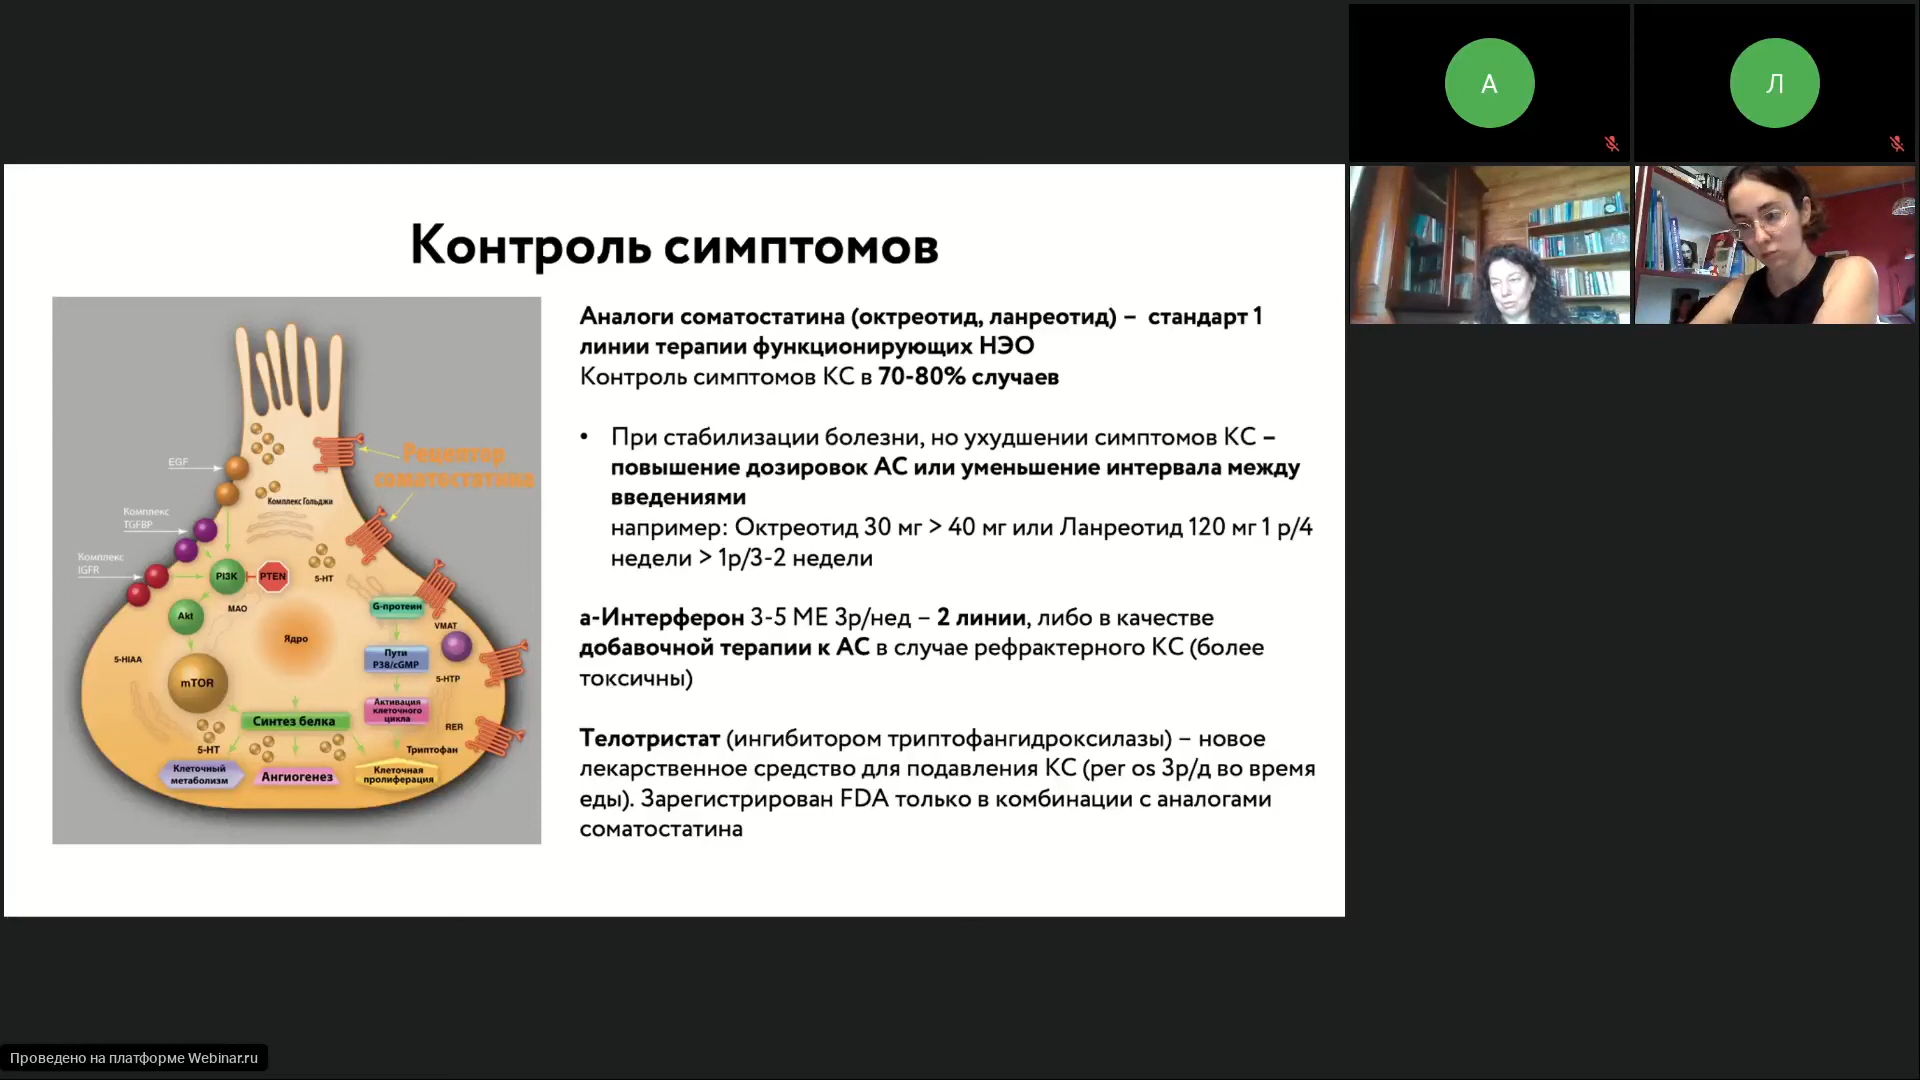 А
Л
Контроль симптомов
Аналоги соматостатина (октреотид, ланреотид) – стандарт 1
линии терапии функционирующих НЭО
Контроль симптомов КС в 70-80% случаев
• При стабилизации болезни, но ухудшении симптомов КС –
повышение дозировок АС или уменьшение интервала между
введениями
например: Октреотид 30 мг > 40 мг или Ланреотид 120 мг 1 р/4
недели > 1р/3-2 недели
а-Интерферон 3-5 МЕ 3р/нед – 2 линии, либо в качестве
добавочной терапии к АС в случае рефрактерного КС (более
токсичны)
Телотристат (ингибитором триптофангидроксилазы) – новое
лекарственное средство для подавления КС (per os 3р/д во время
еды). Зарегистрирован FDA только в комбинации с аналогами
соматостатина
Рецептор
соматостатина
EGF
Комплекс Гольджи
Комплекс
TGFBP
Комплекс
IGFR
PI3K
PTEN
5-HT
Akt
MAO
G-протеин
VMAT
Ядро
5-HIAA
Пути
P38/cGMP
5-HTP
mTOR
Активация
клеточного
цикла
Синтез белка
RER
5-HT
Триптофан
Клеточный
метаболизм
Ангиогенез
Клеточная
пролиферация
Проведено на платформе Webinar.ru